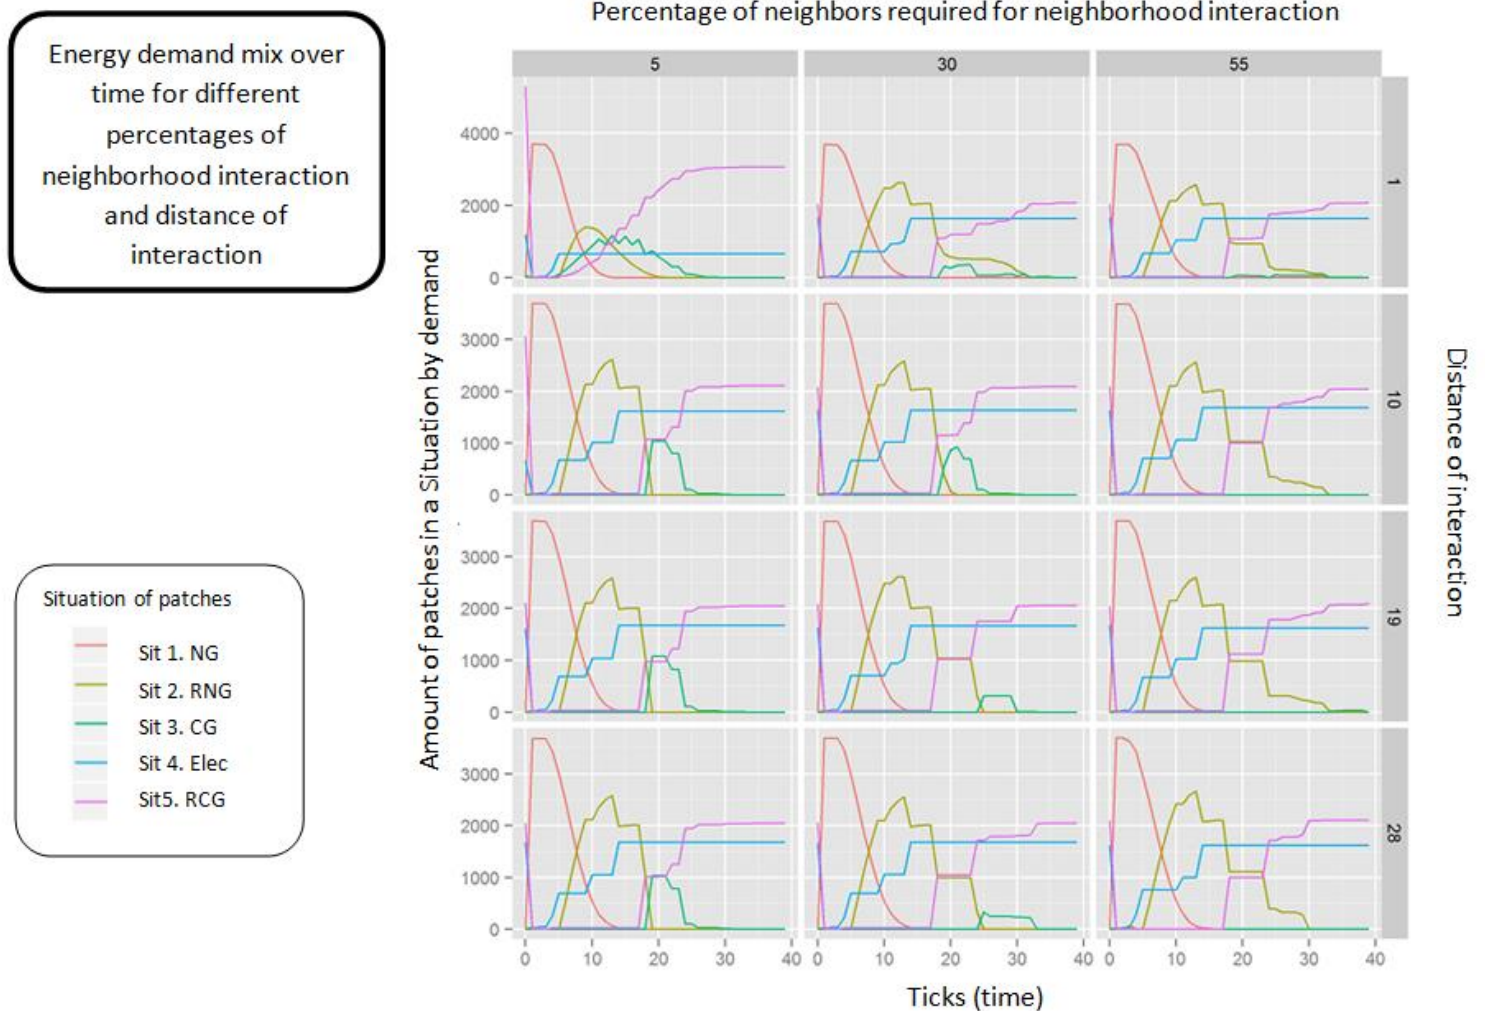 Percentage of neighbors required for neighborhood interaction
Energy demand mix over
time for different
percentages of
neighborhood interaction
and distance of
interaction
5
30
55
4000
2000
0
1
3000
2000
1000
0
10
3000
2000
1000
0
19
3000
2000
1000
0
28
Amount of patches in a Situation by demand
Distance of interaction
Situation of patches
Sit 1. NG
Sit 2. RNG
Sit 3. CG
Sit 4. Elec
Sit5. RCG
0 10 20 30 40 0 10 20 30 40 0 10 20 30 40
Ticks (time)